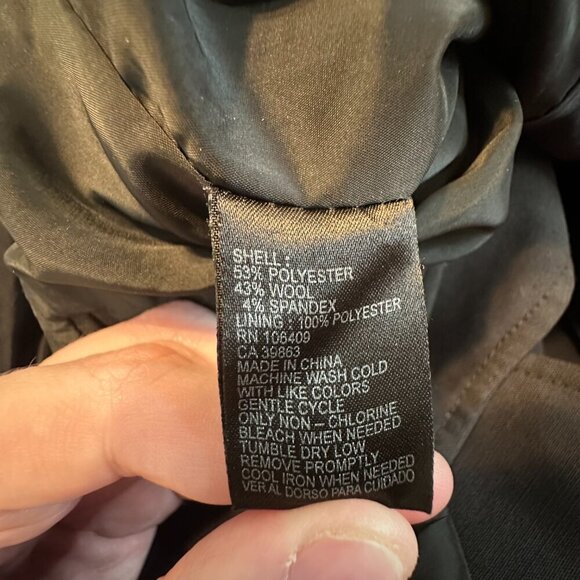 SHELL :
53% POLYESTER
43% WOOL
4% SPANDEX
LINING : 100% POLYESTER
RN 106409
CA 39863
MADE IN CHINA
MACHINE WASH COLD
WITH LIKE COLORS
GENTLE CYCLE
ONLY NON – CHLORINE
BLEACH WHEN NEEDED
TUMBLE DRY LOW
REMOVE PROMPTLY
COOL IRON WHEN NEEDED
VER AL DORSO PARA CUIDADO